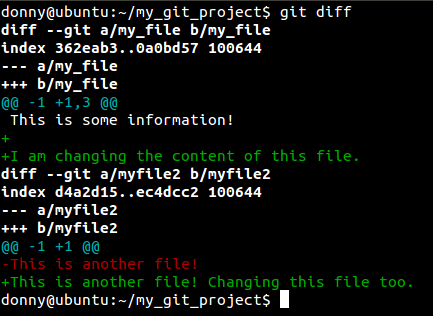 donny@ubuntu:~/my_git_project$ git diff
diff --git a/my_file b/my_file
index 362eab3..0a0bd57 100644
--- a/my_file
+++ b/my_file
@@ -1 +1,3 @@
 This is some information!
+
+I am changing the content of this file.
diff --git a/myfile2 b/myfile2
index d4a2d15..ec4dcc2 100644
--- a/myfile2
+++ b/myfile2
@@ -1 +1 @@
-This is another file!
+This is another file! Changing this file too.
donny@ubuntu:~/my_git_project$